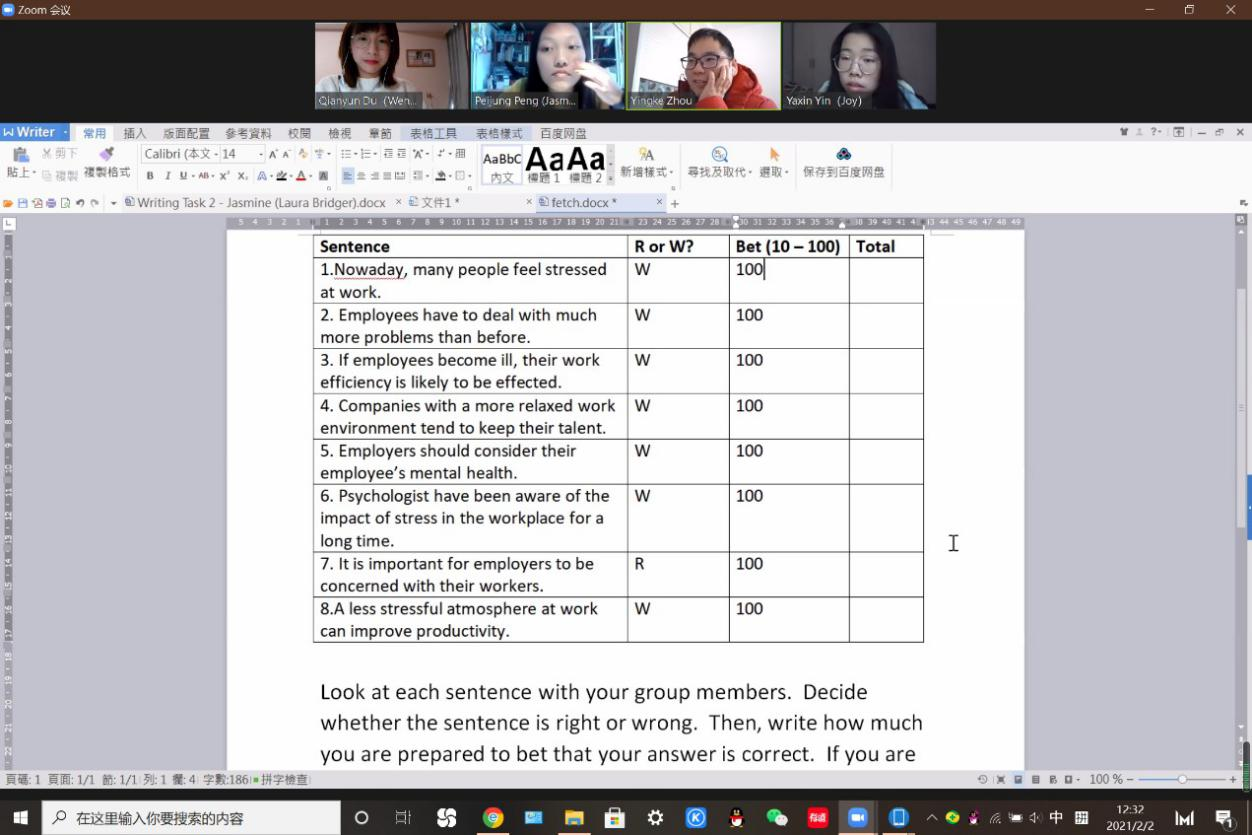 Zoom 会议
Qianyun Du (Wen...
Peijung Peng (Jasm...
Yingke Zhou
Yaxin Yin (Joy)
Writer 常用 插入 版面配置 參考資料 校閱 檢視 章節 表格工具 表格樣式 百度网盘
貼上 剪下 複製 複製格式 Calibri (本文 14 AaBbC 內文 AaAa 標題 1 標題 2 新增樣式 尋找及取代 選取 保存到百度网盘
Writing Task 2 - Jasmine (Laura Bridger).docx × 文件1 * × fetch.docx * × +
Sentence R or W? Bet (10 – 100) Total
1.Nowaday, many people feel stressed W 100
at work.
2. Employees have to deal with much W 100
more problems than before.
3. If employees become ill, their work W 100
efficiency is likely to be effected.
4. Companies with a more relaxed work W 100
environment tend to keep their talent.
5. Employers should consider their W 100
employee's mental health.
6. Psychologist have been aware of the W 100
impact of stress in the workplace for a
long time.
7. It is important for employers to be R 100
concerned with their workers.
8.A less stressful atmosphere at work W 100
can improve productivity.
Look at each sentence with your group members. Decide
whether the sentence is right or wrong. Then, write how much
you are prepared to bet that your answer is correct. If you are
頁碼: 1 頁面: 1/1 節: 1/1 列: 1 欄: 4 字數:186 拼字檢查 100 %
在这里输入你要搜索的内容
中
12:32
2021/2/2